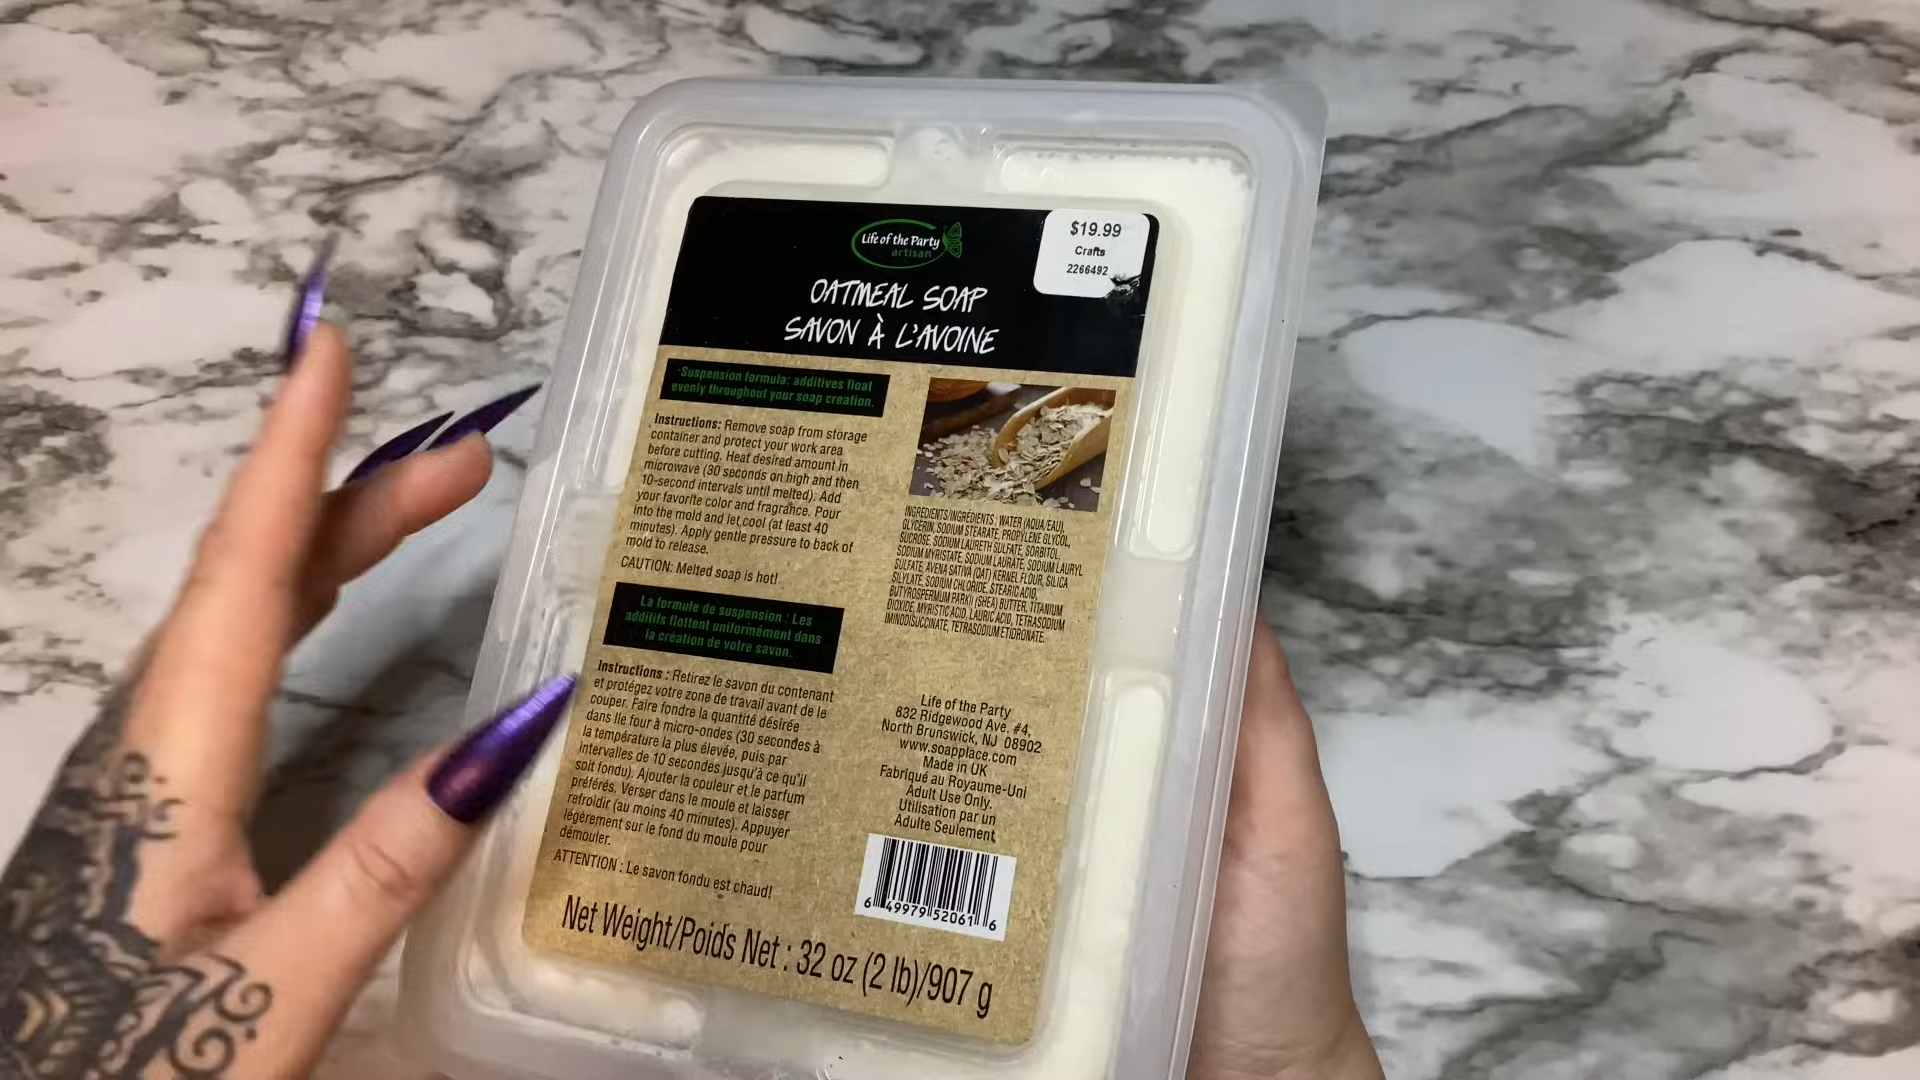 Life of the Party
artisan
$19.99
Crafts
2266492
OATMEAL SOAP
SAVON À L'AVOINE
Suspension formula: additives float
evenly throughout your soap creation.
Instructions: Remove soap from storage
container and protect your work area
before cutting. Heat desired amount in
microwave (30 seconds on high and then
10-second intervals until melted). Add
your favorite color and fragrance. Pour
into the mold and let cool (at least 40
minutes). Apply gentle pressure to back of
mold to release.
CAUTION: Melted soap is hot!
La formule de suspension : Les
additifs flottent uniformément dans
la création de votre savon.
Instructions : Retirez le savon du contenant
et protégez votre zone de travail avant de le
couper. Faire fondre la quantité désirée
dans lle four à micro-ondes (30 secondes à
la température la plus élevée, puis par
intervalles de 10 secondes jusqu'à ce qu'il
soit fondu). Ajouter la couleur et le parfum
préférés. Verser dans le moule et laisser
refroidir (au moins 40 minutes). Appuyer
légèrement sur le fond du moule pour
démouler.
ATTENTION : Le savon fondu est chaud!
INGREDIENTS/INGRÉDIENTS : WATER (AQUA/EAU),
GLYCERIN, SODIUM STEARATE, PROPYLENE GLYCOL,
SUCROSE, SODIUM LAURETH SULFATE, SORBITOL,
SODIUM MYRISTATE, SODIUM LAURATE, SODIUM LAURYL
SULFATE, AVENA SATIVA (OAT) KERNEL FLOUR, SILICA
SILYLATE, SODIUM CHLORIDE, STEARIC ACID,
BUTYROSPERMUM PARKII (SHEA) BUTTER, TITANIUM
DIOXIDE, MYRISTIC ACID, LAURIC ACID, TETRASODIUM
IMINODISUCCINATE, TETRASODIUM ETIDRONATE.
Life of the Party
832 Ridgewood Ave. #4,
North Brunswick, NJ 08902
www.soapplace.com
Made in UK
Fabriqué au Royaume-Uni
Adult Use Only.
Utilisation par un
Adulte Seulement
6 49979 52061 6
Net Weight/Poids Net : 32 oz (2 lb)/907 g